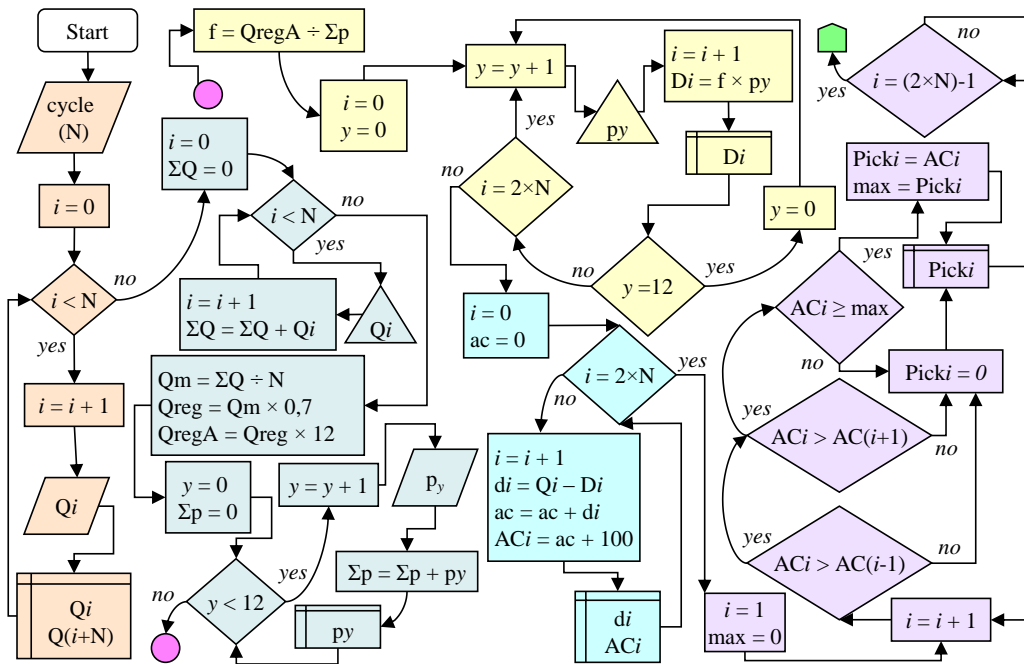 Start
cycle
(N)
i = 0
i < N
no
yes
i = i + 1
Qi
Qi
Q(i+N)
i = 0
ΣQ = 0
i < N
no
yes
Qi
i = i + 1
ΣQ = ΣQ + Qi
Qm = ΣQ ÷ N
Qreg = Qm × 0,7
QregA = Qreg × 12
y = 0
Σp = 0
y < 12
no
yes
y = y + 1
py
Σp = Σp + py
py
f = QregA ÷ Σp
i = 0
y = 0
y = y + 1
py
i = i + 1
Di = f × py
Di
y =12
yes
y = 0
no
i = 2×N
yes
no
i = 0
ac = 0
i = 2×N
no
yes
i = i + 1
di = Qi – Di
ac = ac + di
ACi = ac + 100
di
ACi
i = 1
max = 0
i = i + 1
ACi > AC(i-1)
yes
no
ACi > AC(i+1)
yes
no
ACi ≥ max
yes
no
Picki = ACi
max = Picki
Picki = 0
Picki
i = (2×N)-1
no
yes